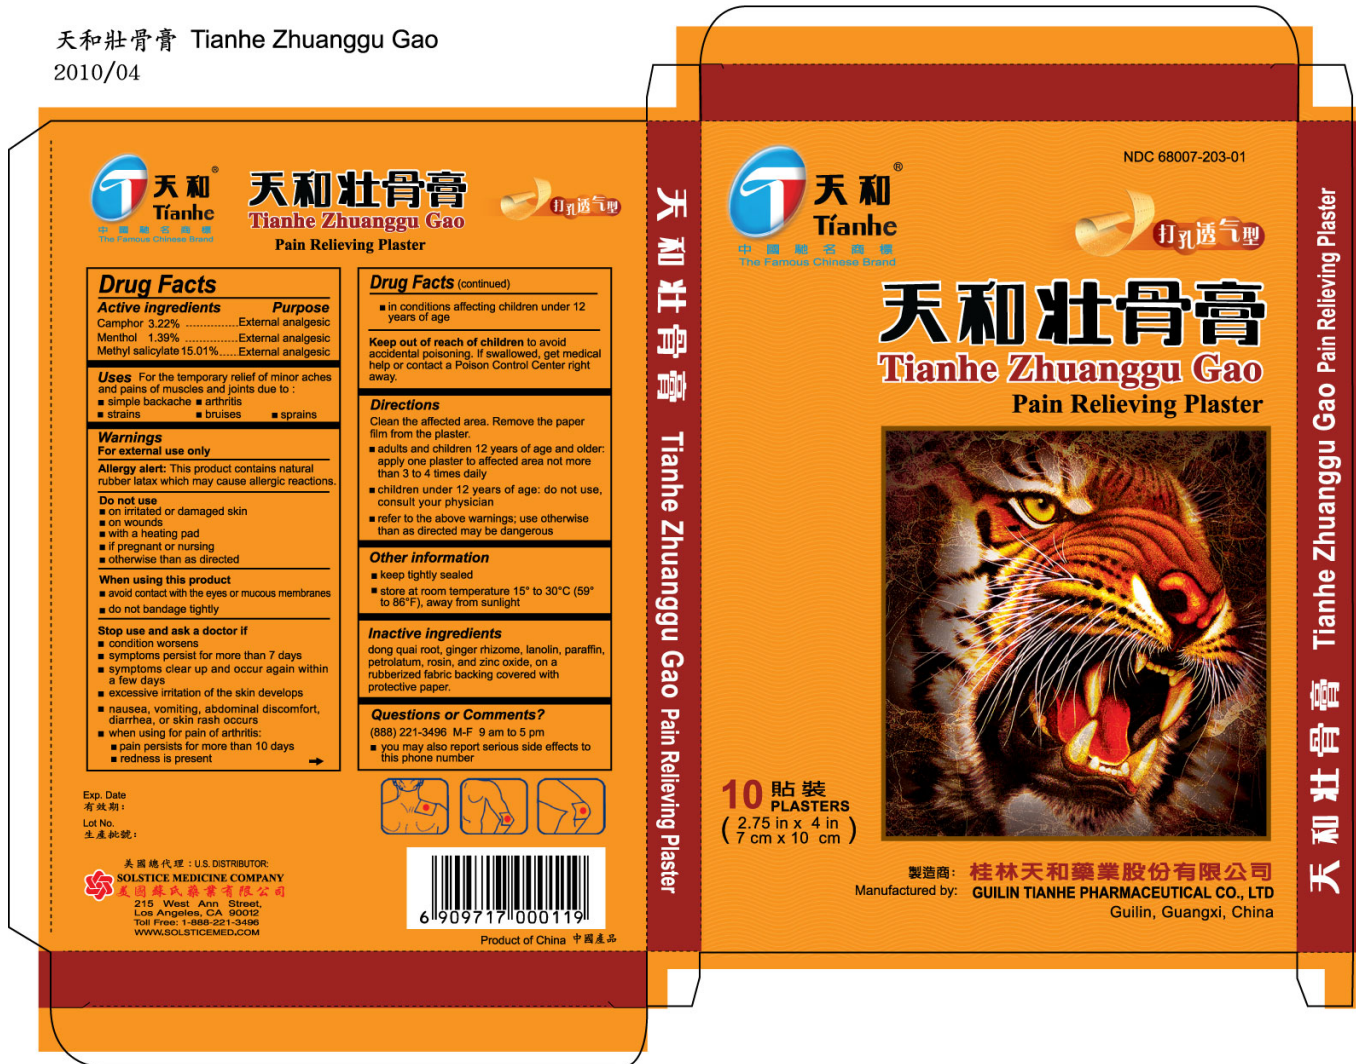 天和壯骨膏 Tianhe Zhuanggu Gao
2010/04
天和®
Tianhe
中國馳名商標
The Famous Chinese Brand
天和壮骨膏
Tianhe Zhuanggu Gao
Pain Relieving Plaster
打孔透气型
Drug Facts
Active ingredients Purpose
Camphor 3.22% ..............External analgesic
Menthol 1.39% ..............External analgesic
Methyl salicylate 15.01%.....External analgesic
Uses For the temporary relief of minor aches
and pains of muscles and joints due to :
■ simple backache ■ arthritis
■ strains ■ bruises ■ sprains
Warnings
For external use only
Allergy alert: This product contains natural
rubber latax which may cause allergic reactions.
Do not use
■ on irritated or damaged skin
■ on wounds
■ with a heating pad
■ if pregnant or nursing
■ otherwise than as directed
When using this product
■ avoid contact with the eyes or mucous membranes
■ do not bandage tightly
Stop use and ask a doctor if
■ condition worsens
■ symptoms persist for more than 7 days
■ symptoms clear up and occur again within
a few days
■ excessive irritation of the skin develops
■ nausea, vomiting, abdominal discomfort,
diarrhea, or skin rash occurs
■ when using for pain of arthritis:
■ pain persists for more than 10 days
■ redness is present
Drug Facts (continued)
■ in conditions affecting children under 12
years of age
Keep out of reach of children to avoid
accidental poisoning. If swallowed, get medical
help or contact a Poison Control Center right
away.
Directions
Clean the affected area. Remove the paper
film from the plaster.
■ adults and children 12 years of age and older:
apply one plaster to affected area not more
than 3 to 4 times daily
■ children under 12 years of age: do not use,
consult your physician
■ refer to the above warnings; use otherwise
than as directed may be dangerous
Other information
■ keep tightly sealed
■ store at room temperature 15° to 30°C (59°
to 86°F), away from sunlight
Inactive ingredients
dong quai root, ginger rhizome, lanolin, paraffin,
petrolatum, rosin, and zinc oxide, on a
rubberized fabric backing covered with
protective paper.
Questions or Comments?
(888) 221-3496 M-F 9 am to 5 pm
■ you may also report serious side effects to
this phone number
Exp. Date
有效期:
Lot No.
生產批號:
美國總代理:U.S. DISTRIBUTOR:
SOLSTICE MEDICINE COMPANY
美國蘇氏藥業有限公司
215 West Ann Street,
Los Angeles, CA 90012
Toll Free: 1-888-221-3496
WWW.SOLSTICEMED.COM
6 909717 000119
Product of China 中國產品
天和壮骨膏 Tianhe Zhuanggu Gao Pain Relieving Plaster
NDC 68007-203-01
天和®
Tianhe
中國馳名商標
The Famous Chinese Brand
打孔透气型
天和壮骨膏
Tianhe Zhuanggu Gao
Pain Relieving Plaster
10 貼裝
PLASTERS
( 2.75 in x 4 in
7 cm x 10 cm )
製造商: 桂林天和藥業股份有限公司
Manufactured by: GUILIN TIANHE PHARMACEUTICAL CO., LTD
Guilin, Guangxi, China
天和壮骨膏 Tianhe Zhuanggu Gao Pain Relieving Plaster